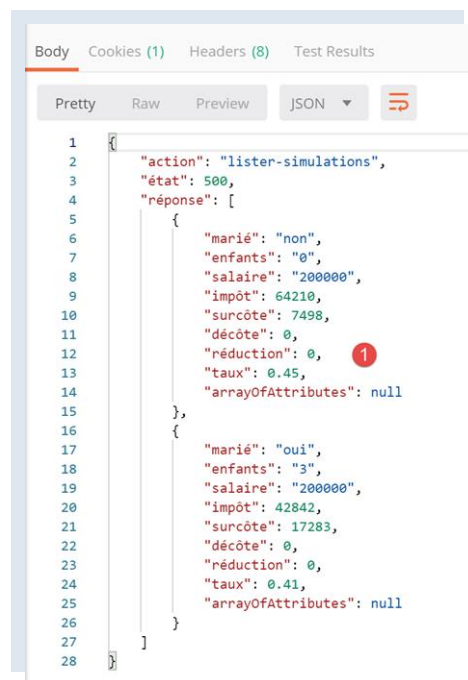 Body Cookies (1) Headers (8) Test Results
Pretty Raw Preview JSON
1 {
2 "action": "lister-simulations",
3 "état": 500,
4 "réponse": [
5 {
6 "marié": "non",
7 "enfants": "0",
8 "salaire": "200000",
9 "impôt": 64210,
10 "surcôte": 7498,
11 "décôte": 0,
12 "réduction": 0, 1
13 "taux": 0.45,
14 "arrayOfAttributes": null
15 },
16 {
17 "marié": "oui",
18 "enfants": "3",
19 "salaire": "200000",
20 "impôt": 42842,
21 "surcôte": 17283,
22 "décôte": 0,
23 "réduction": 0,
24 "taux": 0.41,
25 "arrayOfAttributes": null
26 }
27 ]
28 }